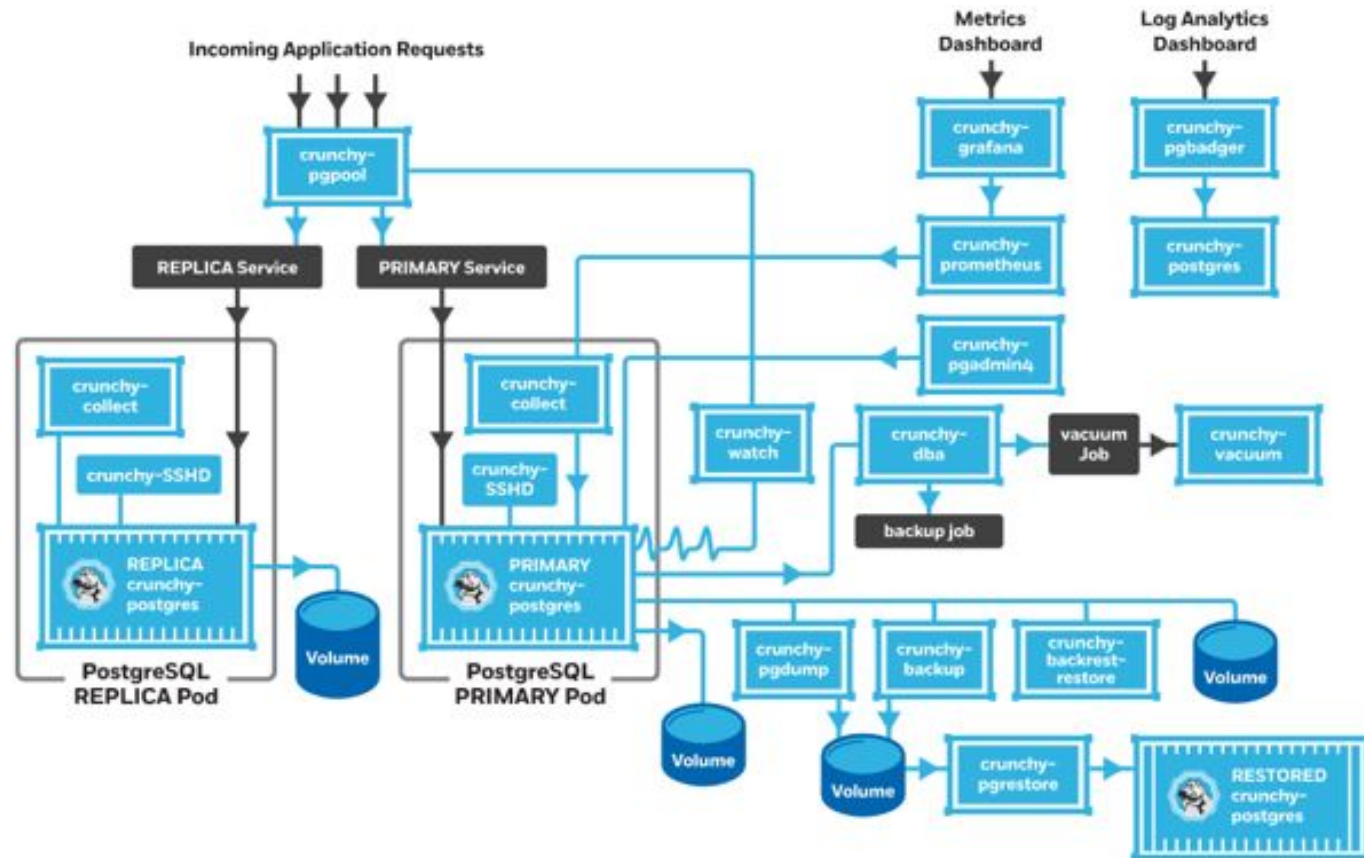 Incoming Application Requests
Metrics
Dashboard
Log Analytics
Dashboard
crunchy-
pgpool
crunchy-
grafana
crunchy-
pgbadger
REPLICA Service
PRIMARY Service
crunchy-
prometheus
crunchy-
postgres
crunchy-
collect
crunchy-
collect
crunchy-
pgadmin4
crunchy-SSHD
crunchy-
SSHD
crunchy-
watch
crunchy-
dba
vacuum
Job
crunchy-
vacuum
backup job
REPLICA
crunchy-
postgres
PRIMARY
crunchy-
postgres
Volume
PostgreSQL
REPLICA Pod
PostgreSQL
PRIMARY Pod
crunchy-
pgdump
crunchy-
backup
crunchy-
backrest-
restore
Volume
Volume
Volume
crunchy-
pgrestore
RESTORED
crunchy-
postgres